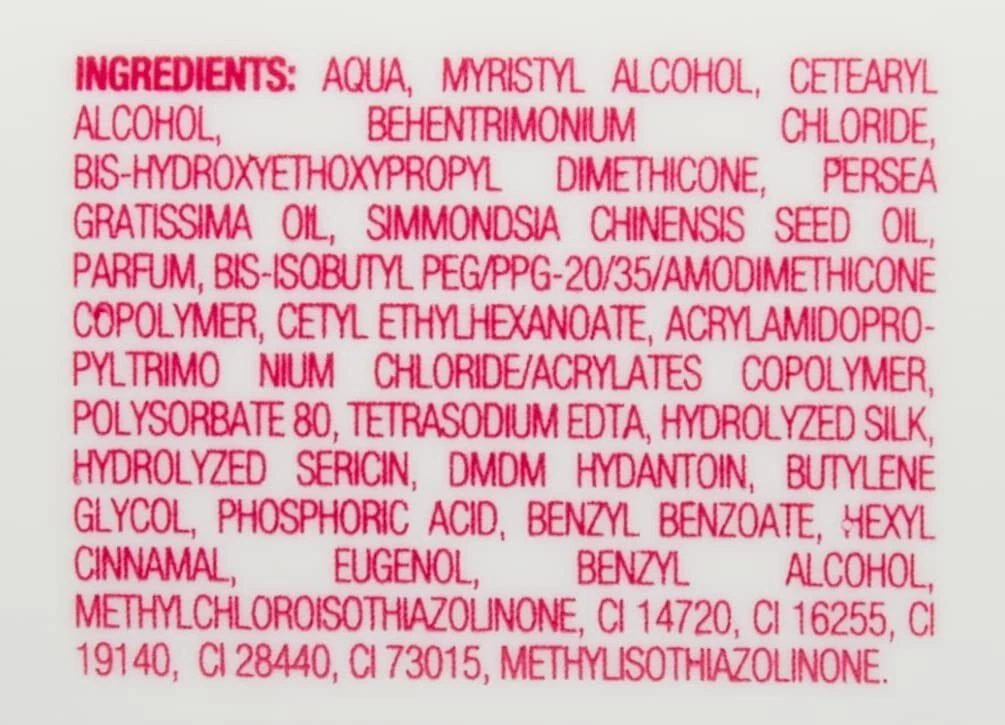 INGREDIENTS: AQUA, MYRISTYL ALCOHOL, CETEARYL
ALCOHOL, BEHENTRIMONIUM CHLORIDE,
BIS-HYDROXYETHOXYPROPYL DIMETHICONE, PERSEA
GRATISSIMA OIL, SIMMONDSIA CHINENSIS SEED OIL,
PARFUM, BIS-ISOBUTYL PEG/PPG-20/35/AMODIMETHICONE
COPOLYMER, CETYL ETHYLHEXANOATE, ACRYLAMIDOPRO-
PYLTRIMO NIUM CHLORIDE/ACRYLATES COPOLYMER,
POLYSORBATE 80, TETRASODIUM EDTA, HYDROLYZED SILK,
HYDROLYZED SERICIN, DMDM HYDANTOIN, BUTYLENE
GLYCOL, PHOSPHORIC ACID, BENZYL BENZOATE, HEXYL
CINNAMAL, EUGENOL, BENZYL ALCOHOL,
METHYLCHLOROISOTHIAZOLINONE, CI 14720, CI 16255, CI
19140, CI 28440, CI 73015, METHYLISOTHIAZOLINONE.